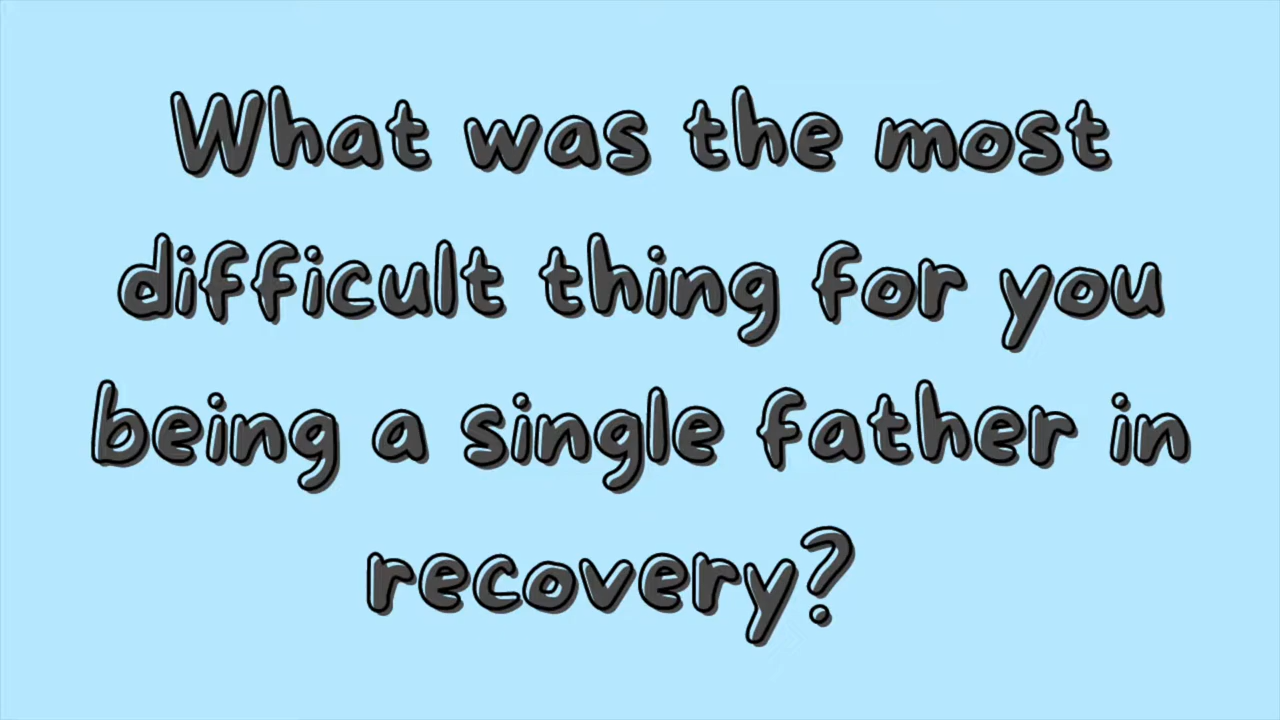 What was the most
difficult thing for you
being a single father in
recovery?